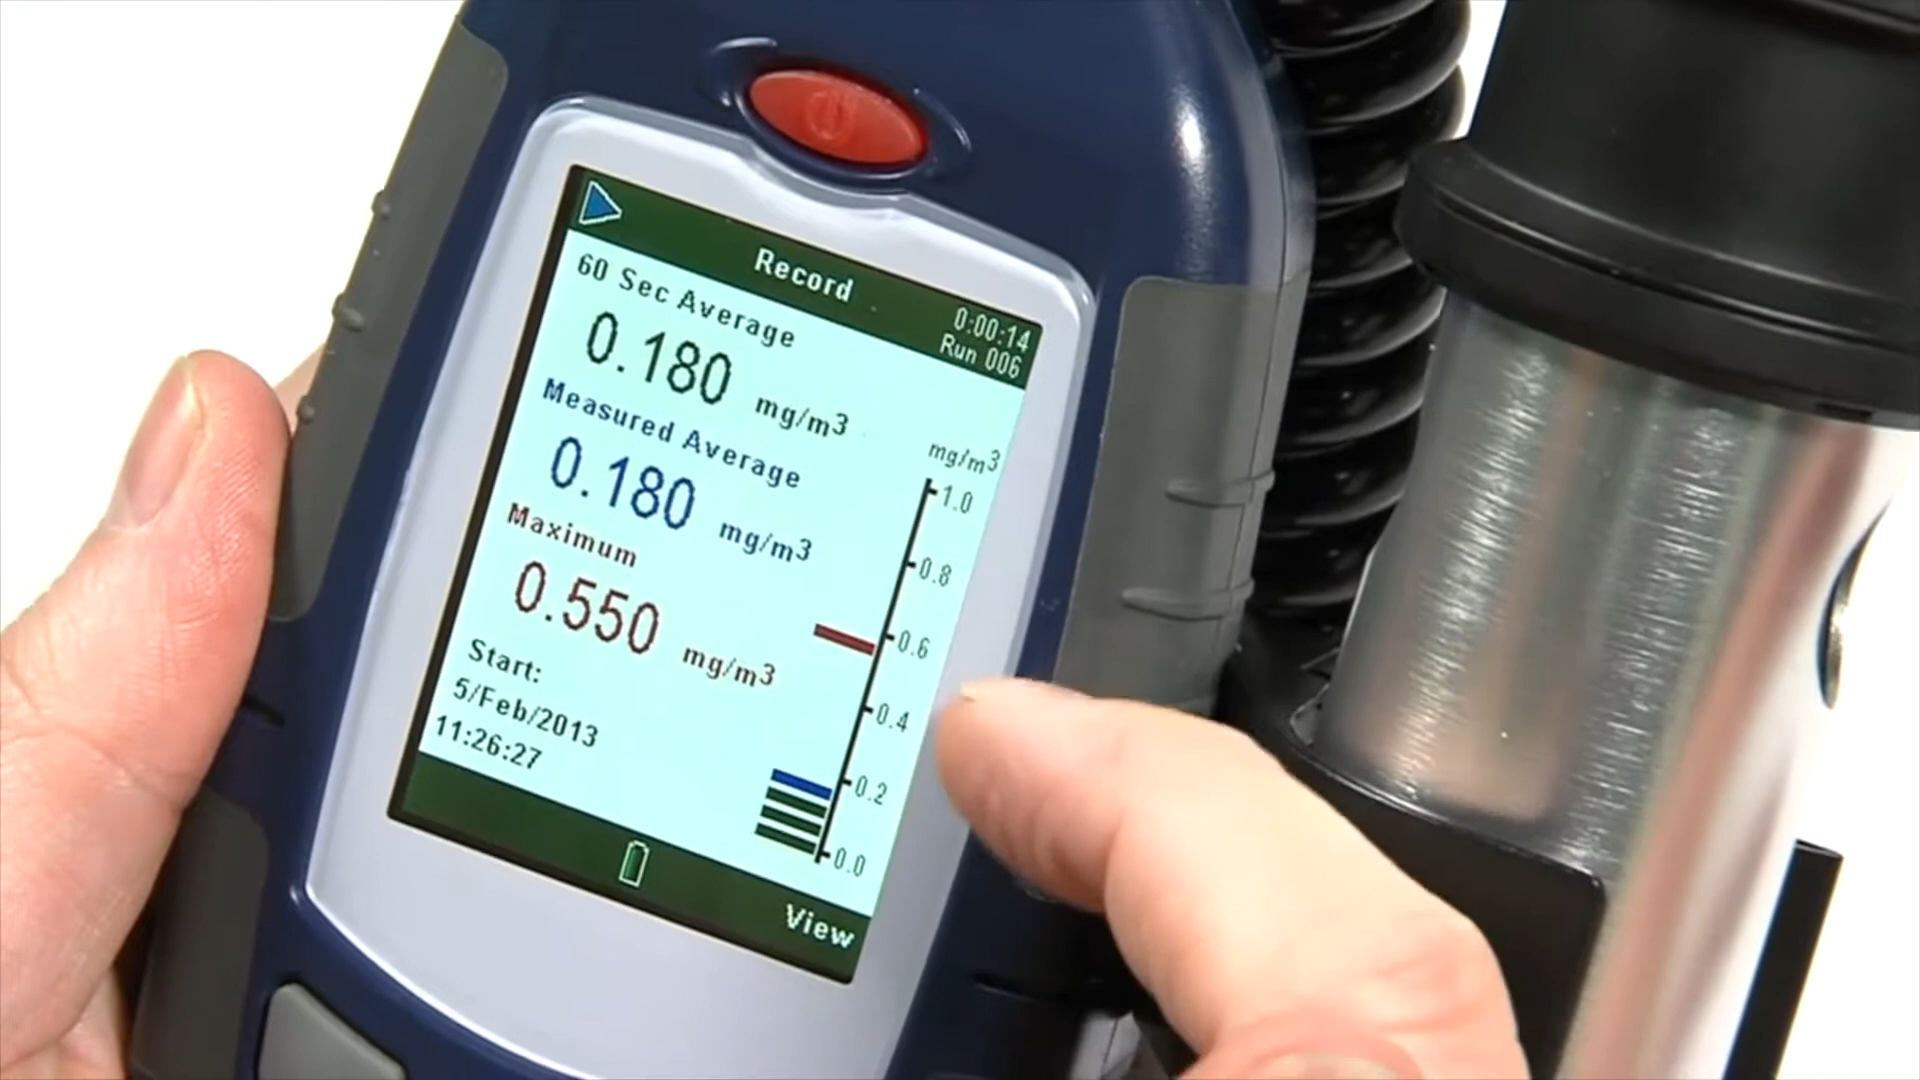 Record
0:00:14
Run 006
60 Sec Average
0.180 mg/m3
Measured Average
0.180 mg/m3
Maximum
0.550 mg/m3
Start:
5/Feb/2013
11:26:27
mg/m3
1.0
0.8
0.6
0.4
0.2
0.0
View